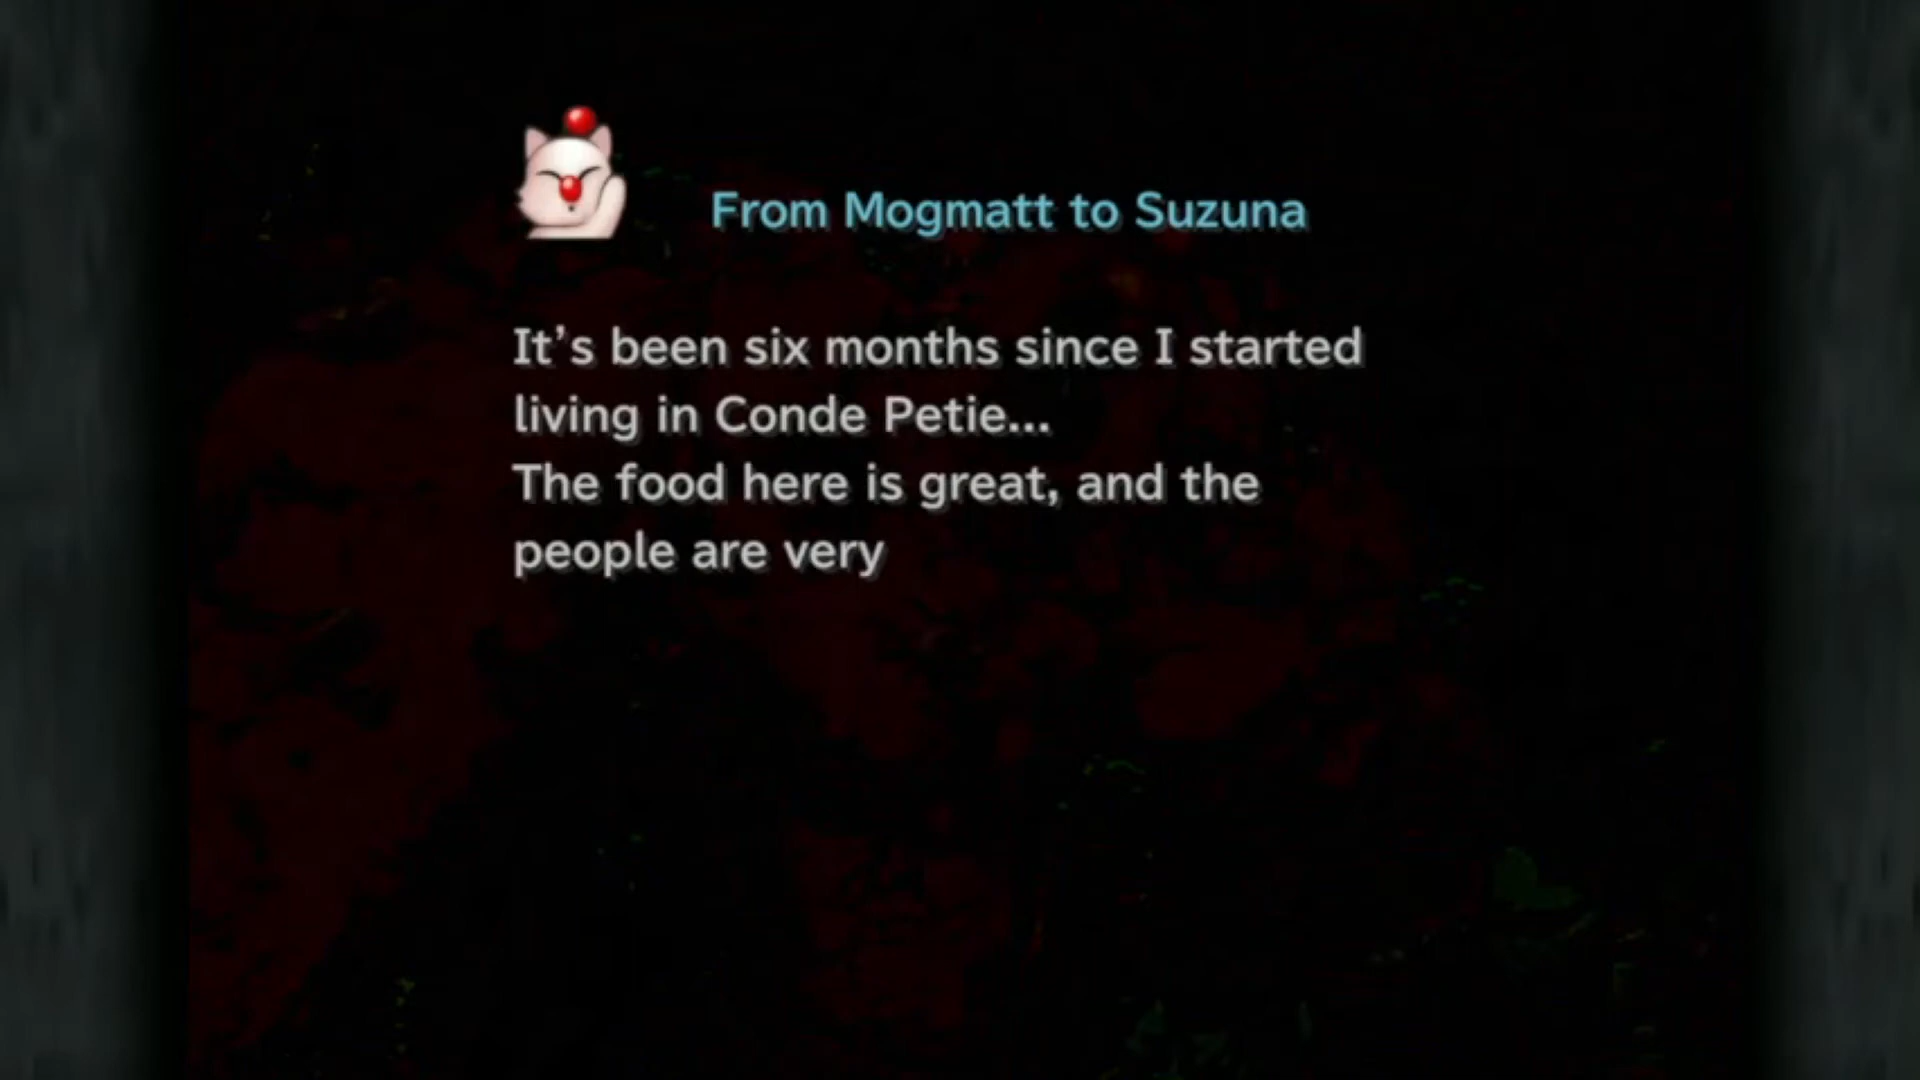 From Mogmatt to Suzuna
It's been six months since I started
living in Conde Petie...
The food here is great, and the
people are very